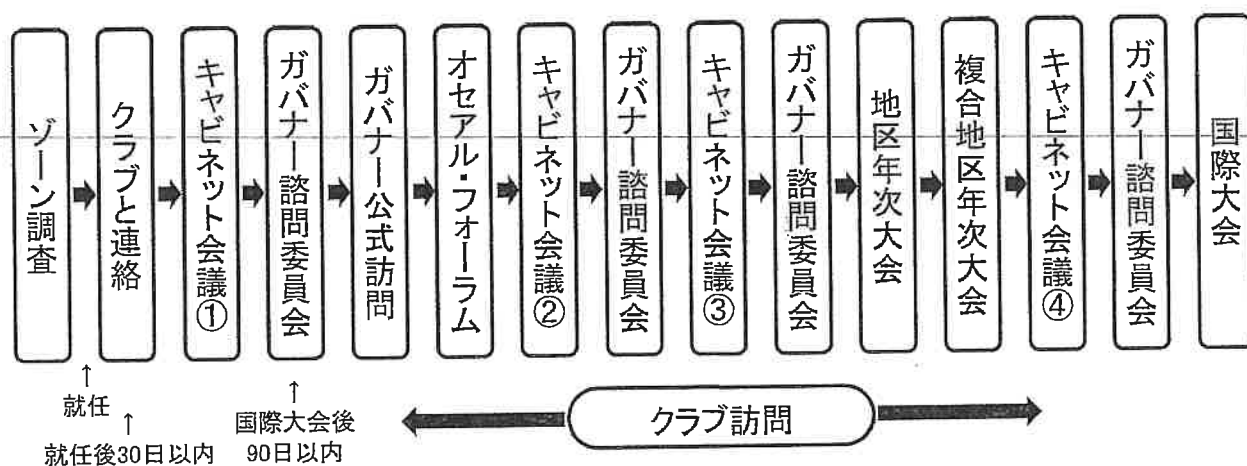 ゾーン調査
クラブと連絡
キャビネット会議①
ガバナー諮問委員会
ガバナー公式訪問
オセアル・フォーラム
キャビネット会議②
ガバナー諮問委員会
キャビネット会議③
ガバナー諮問委員会
地区年次大会
複合地区年次大会
キャビネット会議④
ガバナー諮問委員会
国際大会
↑
就任
↑
就任後30日以内
↑
国際大会後
90日以内
クラブ訪問